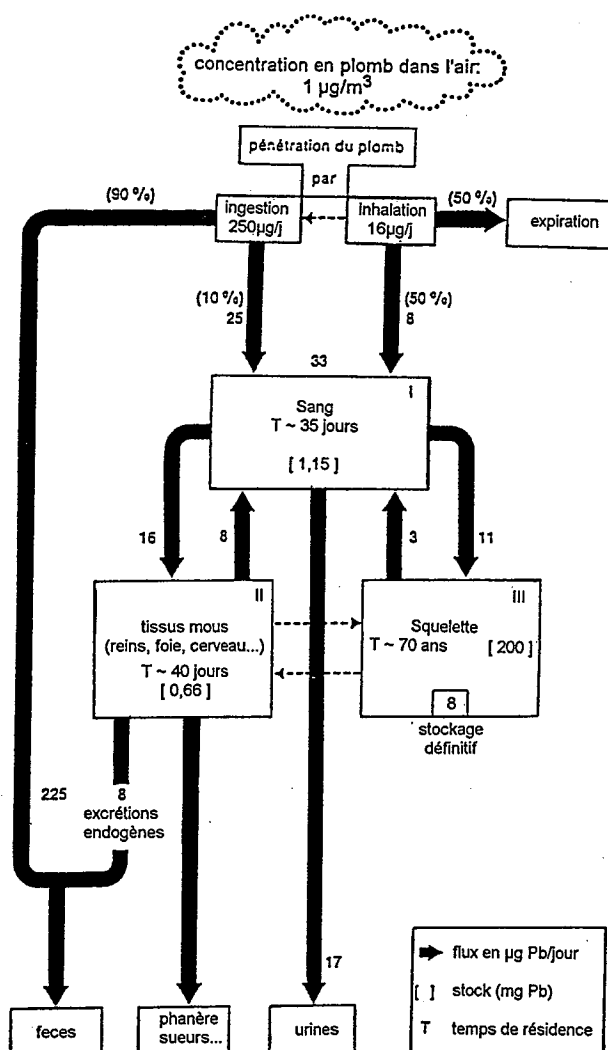 concentration en plomb dans l'air:
1 µg/m³
pénétration du plomb
par
(90 %)
ingestion
250µg/j
inhalation
16µg/j
(50 %)
expiration
(10 %)
25
(50 %)
8
33
I
Sang
T ~ 35 jours
[ 1,15 ]
16
8
3
11
II
tissus mous
(reins, foie, cerveau...)
T ~ 40 jours
[ 0,66 ]
III
Squelette
T ~ 70 ans
[ 200 ]
8
stockage
définitif
225
8
excrétions
endogènes
17
feces
phanère
sueurs...
urines
flux en µg Pb/jour
[ ] stock (mg Pb)
T temps de résidence